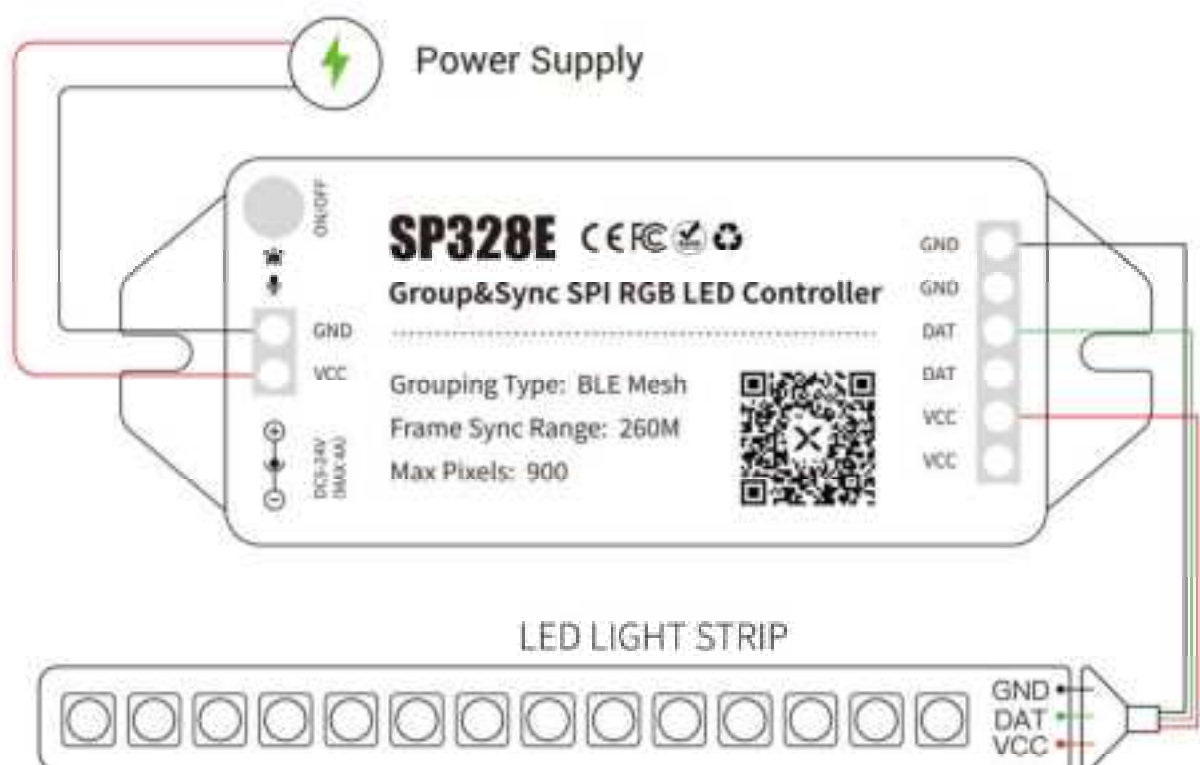 Power Supply
ON/OFF
SP328E
Group&Sync SPI RGB LED Controller
GND
VCC
Grouping Type: BLE Mesh
Frame Sync Range: 260M
Max Pixels: 900
DC5-24V
(MAX:4A)
GND
GND
DAT
DAT
VCC
VCC
LED LIGHT STRIP
GND
DAT
VCC